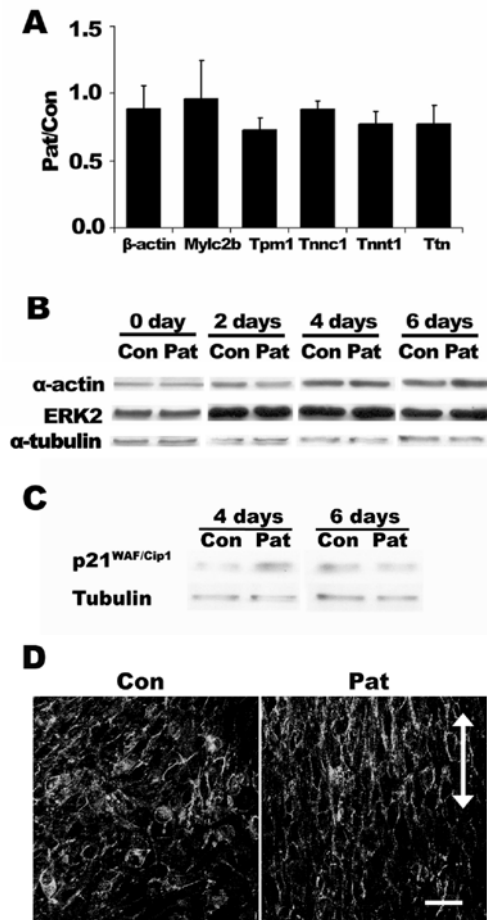 A
Pat/Con
1.5
1.0
0.5
0.0
β-actin Mylc2b Tpm1 Tnnc1 Tnnt1 Ttn
B
0 day 2 days 4 days 6 days
Con Pat Con Pat Con Pat Con Pat
α-actin
ERK2
α-tubulin
C
4 days 6 days
Con Pat Con Pat
p21WAF/Cip1
Tubulin
D
Con Pat